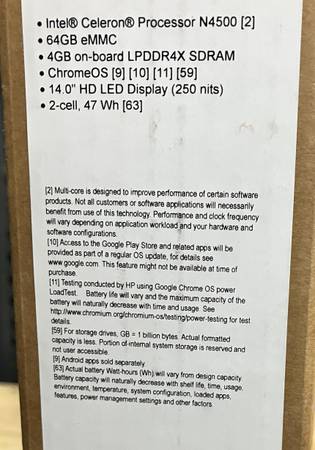 • Intel® Celeron® Processor N4500 [2]
• 64GB eMMC
• 4GB on-board LPDDR4X SDRAM
• ChromeOS [9] [10] [11] [59]
• 14.0" HD LED Display (250 nits)
• 2-cell, 47 Wh [63]
[2] Multi-core is designed to improve performance of certain software
products. Not all customers or software applications will necessarily
benefit from use of this technology. Performance and clock frequency
will vary depending on application workload and your hardware and
software configurations.
[10] Access to the Google Play Store and related apps will be
provided as part of a regular OS update, for details see
www.google.com. This feature might not be available at time of
purchase.
[11] Testing conducted by HP using Google Chrome OS power
LoadTest. Battery life will vary and the maximum capacity of the
battery will naturally decrease with time and usage. See
http://www.chromium.org/chromium-os/testing/power-testing for test
details.
[59] For storage drives, GB = 1 billion bytes. Actual formatted
capacity is less. Portion of internal system storage is reserved and
not user accessible.
[9] Android apps sold separately
[63] Actual battery Watt-hours (Wh) will vary from design capacity
Battery capacity will naturally decrease with shelf life, time, usage,
environment, temperature, system configuration, loaded apps,
features, power management settings and other factors.